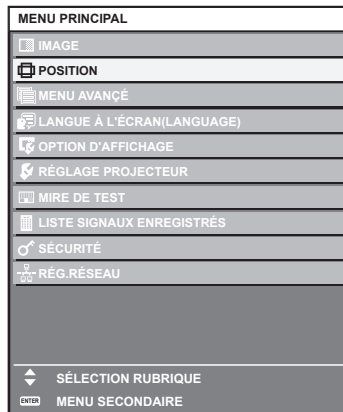 MENU PRINCIPAL
IMAGE
POSITION
MENU AVANÇÉ
LANGUE À L'ÉCRAN(LANGUAGE)
OPTION D'AFFICHAGE
RÉGLAGE PROJECTEUR
MIRE DE TEST
LISTE SIGNAUX ENREGISTRÉS
SÉCURITÉ
RÉG.RÉSEAU
SÉLECTION RUBRIQUE
ENTER MENU SECONDAIRE